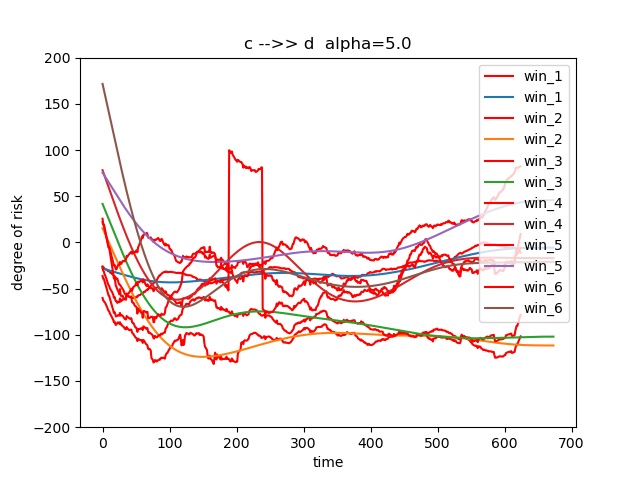 c -->> d  alpha=5.0
degree of risk
200
150
100
50
0
−50
−100
−150
−200
0
100
200
300
400
500
600
700
time
win_1
win_1
win_2
win_2
win_3
win_3
win_4
win_4
win_5
win_5
win_6
win_6